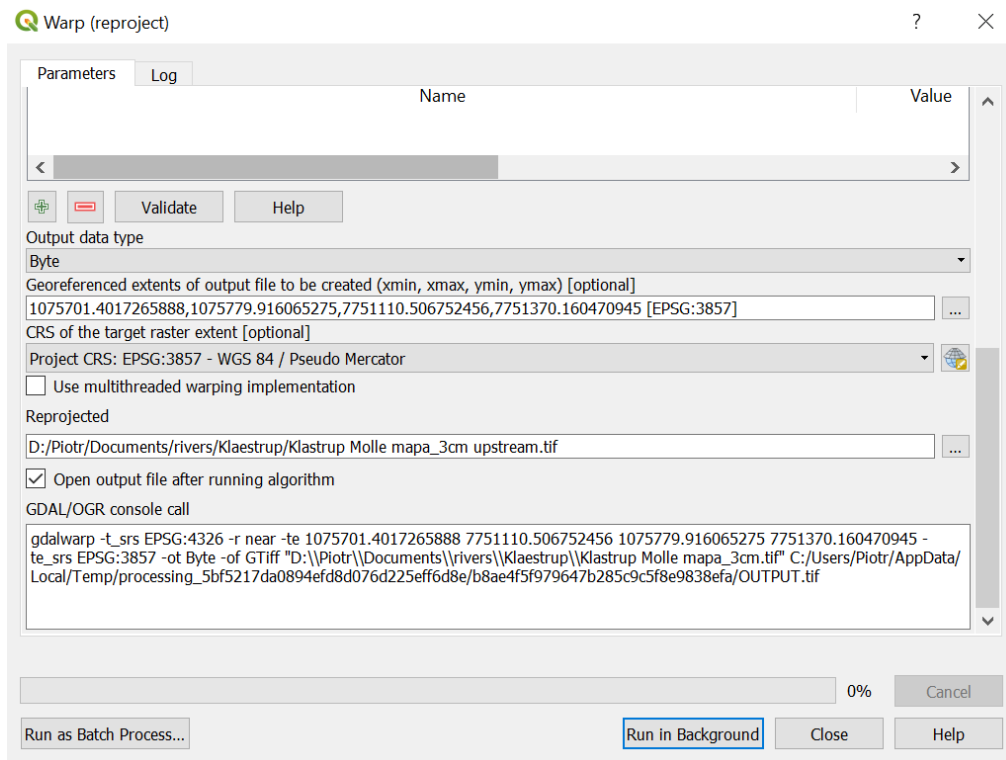 Warp (reproject)
?
Parameters Log
Name Value
Validate Help
Output data type
Byte
Georeferenced extents of output file to be created (xmin, xmax, ymin, ymax) [optional]
1075701.4017265888,1075779.916065275,7751110.506752456,7751370.160470945 [EPSG:3857]
...
CRS of the target raster extent [optional]
Project CRS: EPSG:3857 - WGS 84 / Pseudo Mercator
Use multithreaded warping implementation
Reprojected
D:/Piotr/Documents/rivers/Klaestrup/Klastrup Molle mapa_3cm upstream.tif
...
Open output file after running algorithm
GDAL/OGR console call
gdalwarp -t_srs EPSG:4326 -r near -te 1075701.4017265888 7751110.506752456 1075779.916065275 7751370.160470945 -
te_srs EPSG:3857 -ot Byte -of GTiff "D:\\Piotr\\Documents\\rivers\\Klaestrup\\Klastrup Molle mapa_3cm.tif" C:/Users/Piotr/AppData/
Local/Temp/processing_5bf5217da0894efd8d076d225eff6d8e/b8ae4f5f979647b285c9c5f8e9838efa/OUTPUT.tif
0% Cancel
Run as Batch Process... Run in Background Close Help